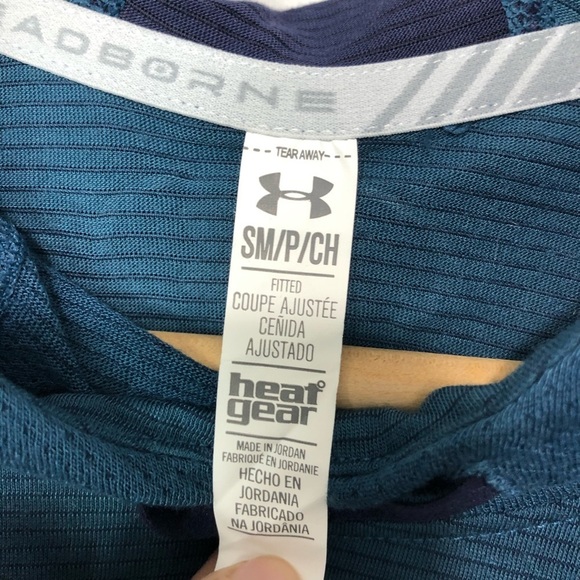 ADBORNE
TEAR AWAY
SM/P/CH
FITTED
COUPE AJUSTÉE
CEÑIDA
AJUSTADO
heat
gear
MADE IN JORDAN
FABRIQUÉ EN JORDANIE
HECHO EN
JORDANIA
FABRICADO
NA JORDÂNIA